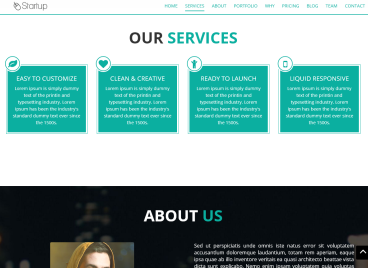 Startup
HOME SERVICES ABOUT PORTFOLIO WHY PRICING BLOG TEAM CONTACT
OUR SERVICES
EASY TO CUSTOMIZE
Lorem Ipsum is simply dummy
text of the printin and
typesetting industry. Lorem
Ipsum has been the industry's
standard dummy text ever since
the 1500s.
CLEAN & CREATIVE
Lorem Ipsum is simply dummy
text of the printin and
typesetting industry. Lorem
Ipsum has been the industry's
standard dummy text ever since
the 1500s.
READY TO LAUNCH
Lorem Ipsum is simply dummy
text of the printin and
typesetting industry. Lorem
Ipsum has been the industry's
standard dummy text ever since
the 1500s.
LIQUID RESPONSIVE
Lorem Ipsum is simply dummy
text of the printin and
typesetting industry. Lorem
Ipsum has been the industry's
standard dummy text ever since
the 1500s.
ABOUT US
Sed ut perspiciatis unde omnis iste natus error sit voluptatem
accusantium doloremque laudantium, totam rem aperiam, eaque
ipsa quae ab illo inventore veritatis ea quasi architecto beatae vitae
dicta sunt explicabo. Nemo enim ipsam voluptatem quia voluptas